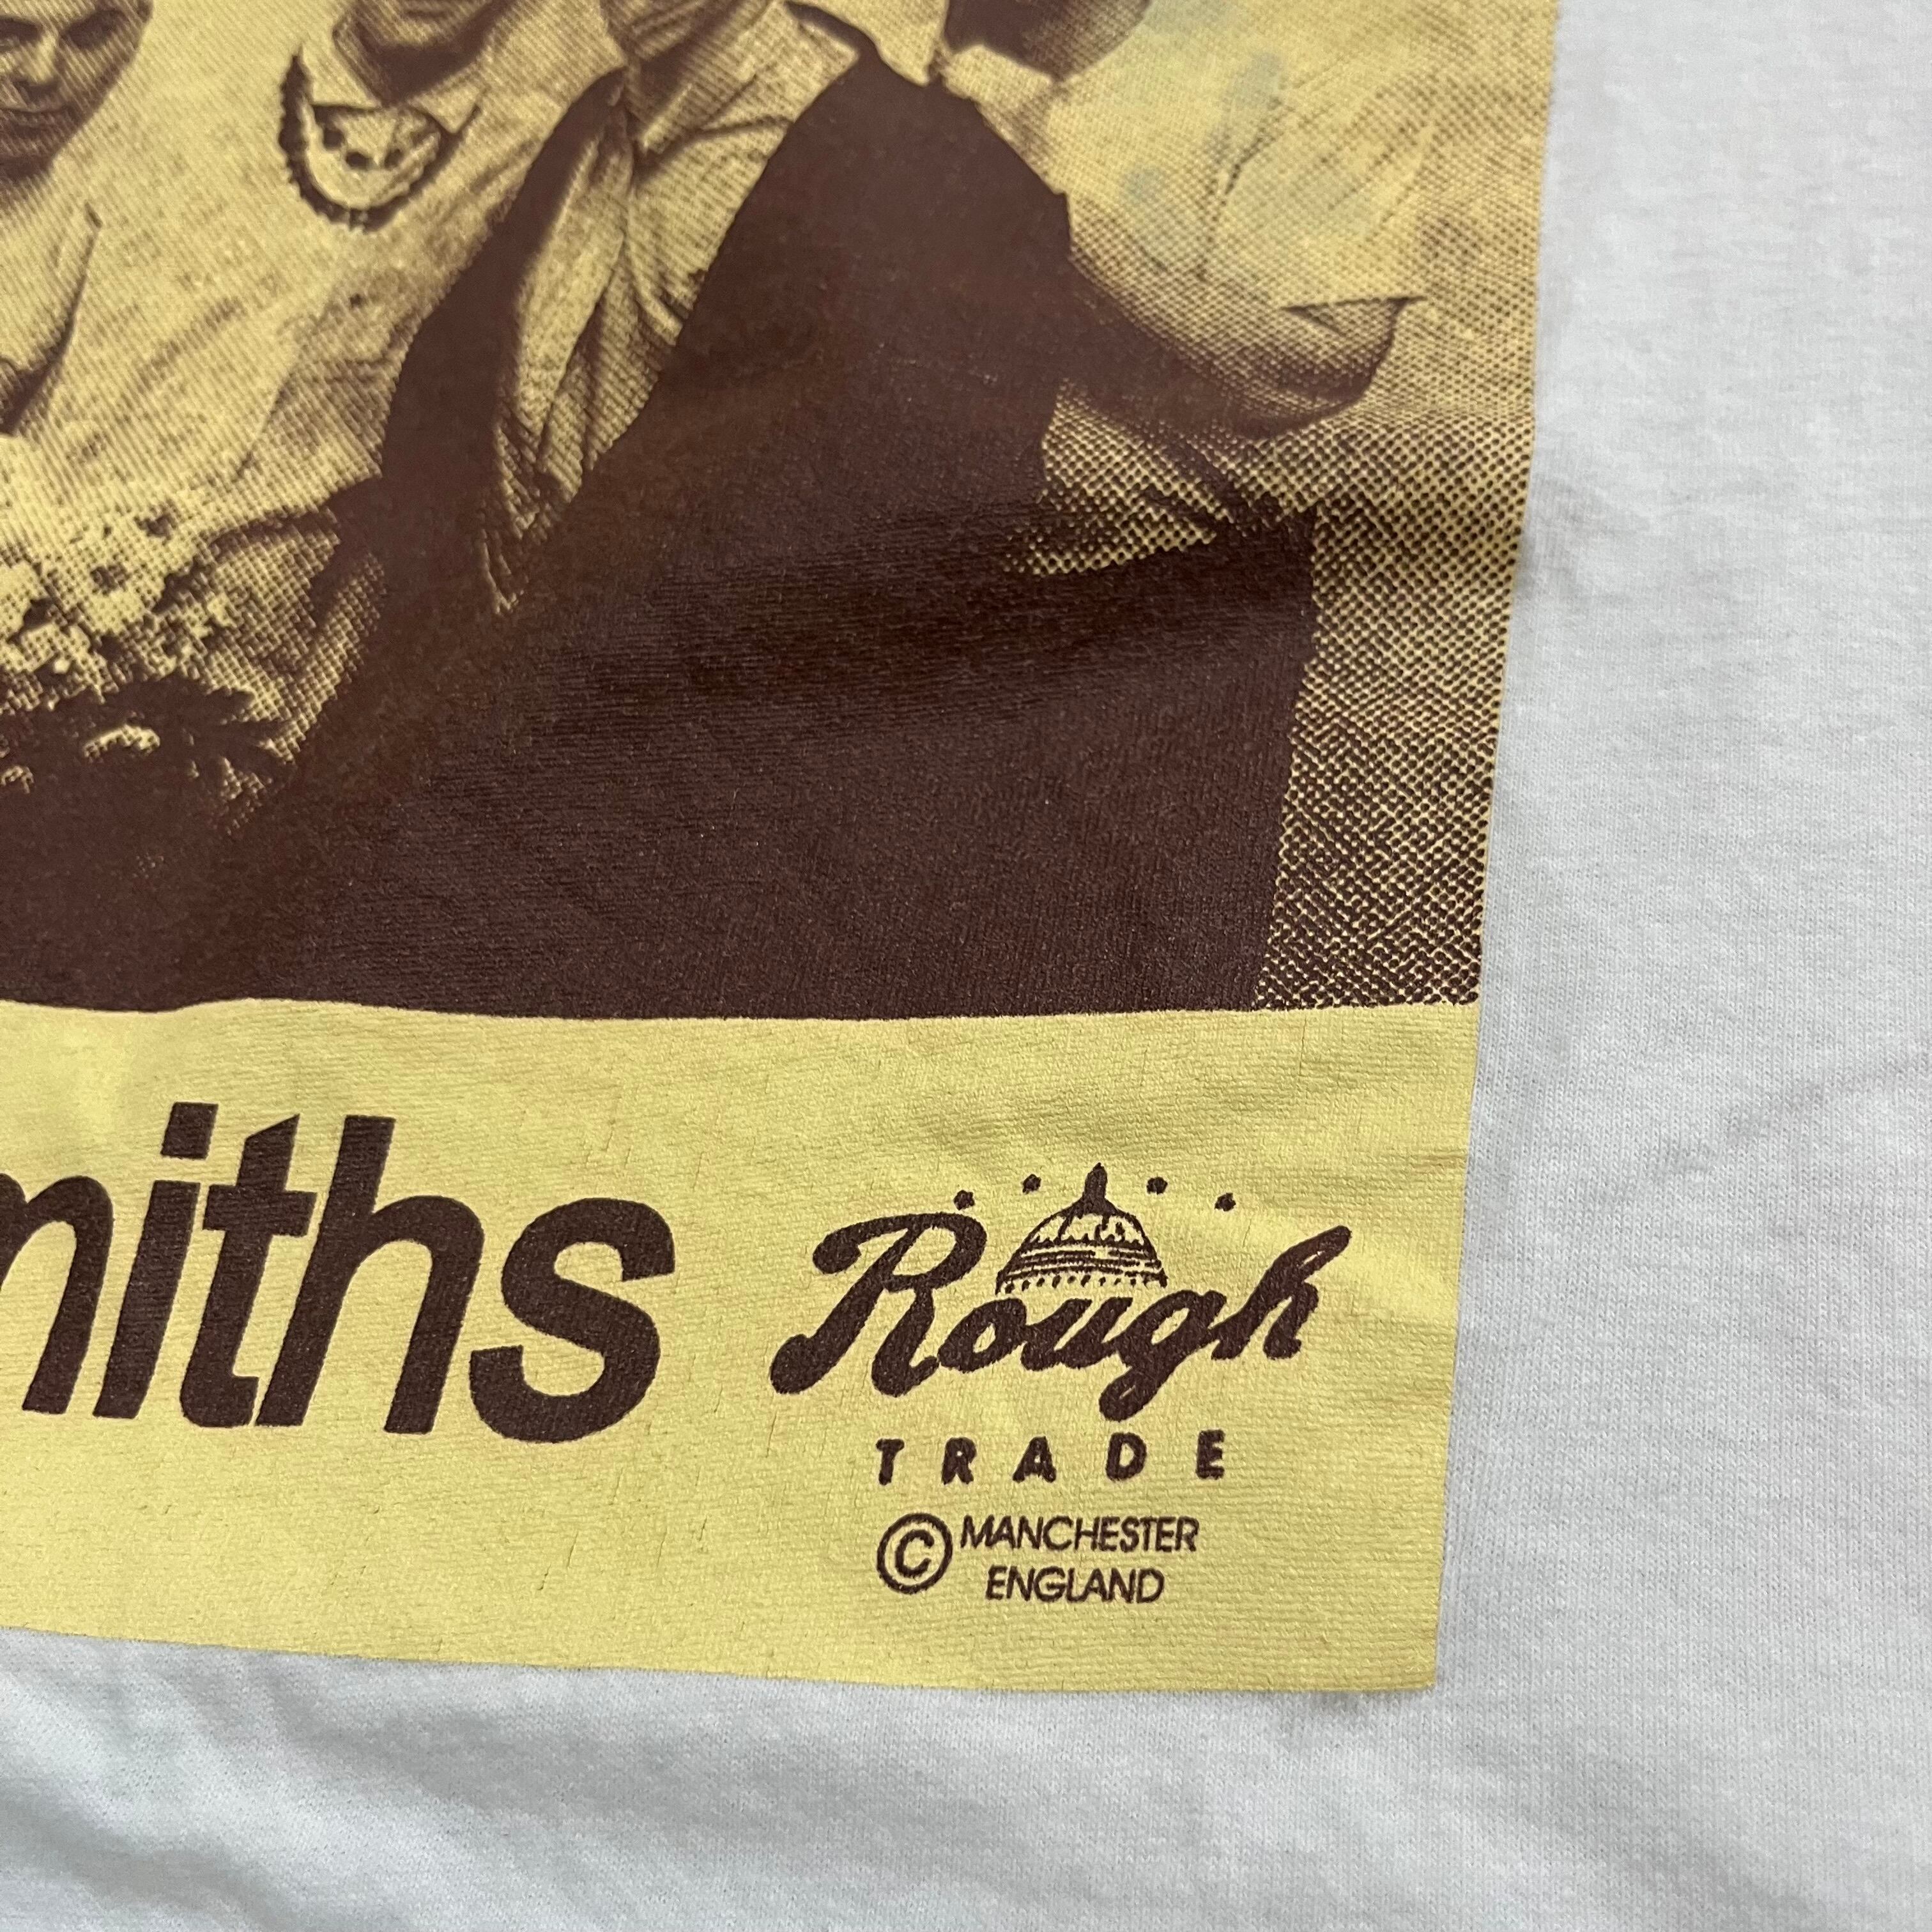 miths
Rough
TRADE
© MANCHESTER
ENGLAND